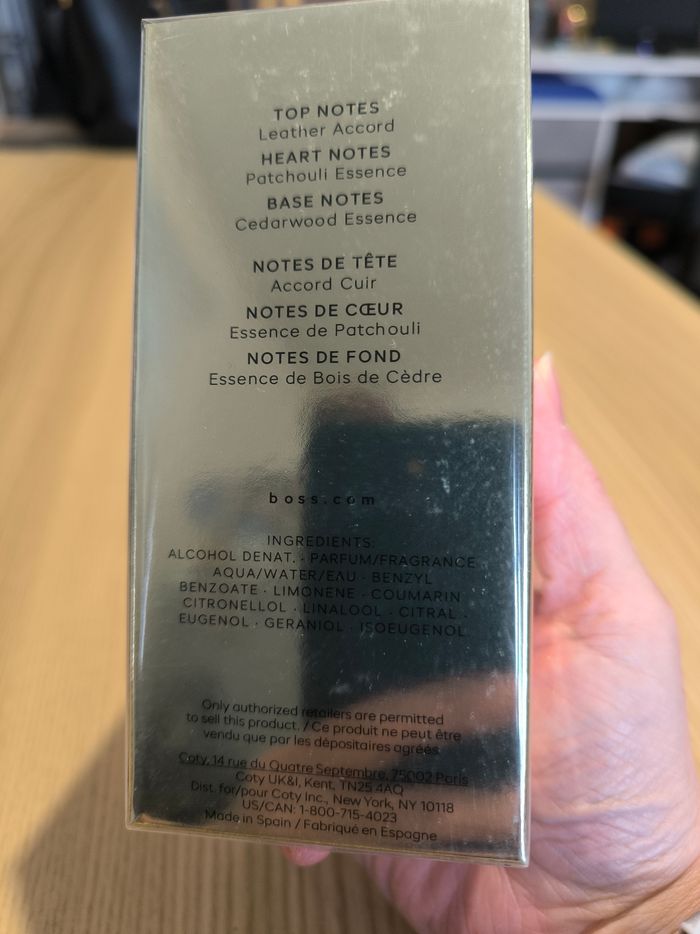 TOP NOTES
Leather Accord
HEART NOTES
Patchouli Essence
BASE NOTES
Cedarwood Essence
NOTES DE TÊTE
Accord Cuir
NOTES DE CŒUR
Essence de Patchouli
NOTES DE FOND
Essence de Bois de Cèdre
boss.com
INGREDIENTS:
ALCOHOL DENAT. · PARFUM/FRAGRANCE
AQUA/WATER/EAU · BENZYL
BENZOATE · LIMONENE · COUMARIN
CITRONELLOL · LINALOOL · CITRAL ·
EUGENOL · GERANIOL · ISOEUGENOL
Only authorized retailers are permitted
to sell this product. / Ce produit ne peut être
vendu que par les dépositaires agréés.
Coty, 14 rue du Quatre Septembre, 75002 Paris
Coty UK&I, Kent, TN25 4AQ
Dist. for/pour Coty Inc., New York, NY 10118
US/CAN: 1-800-715-4023
Made in Spain / Fabriqué en Espagne